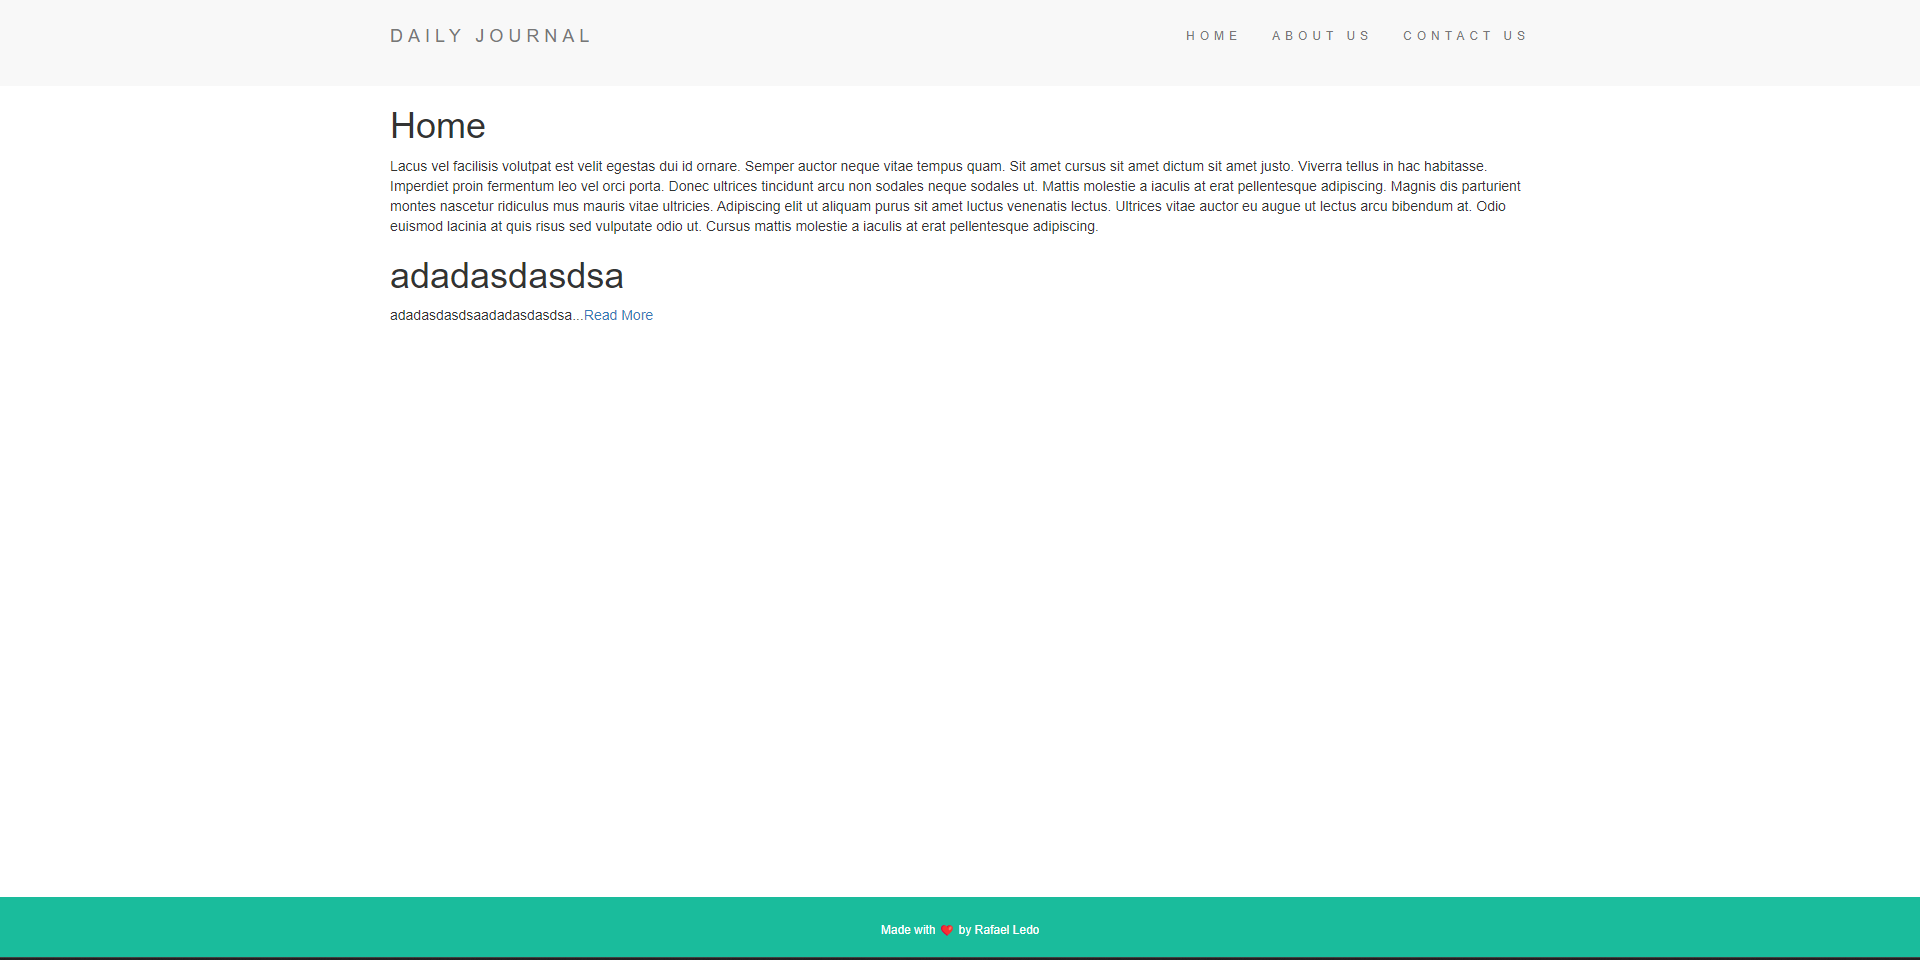 DAILY JOURNAL
HOME ABOUT US CONTACT US
Home
Lacus vel facilisis volutpat est velit egestas dui id ornare. Semper auctor neque vitae tempus quam. Sit amet cursus sit amet dictum sit amet justo. Viverra tellus in hac habitasse.
Imperdiet proin fermentum leo vel orci porta. Donec ultrices tincidunt arcu non sodales neque sodales ut. Mattis molestie a iaculis at erat pellentesque adipiscing. Magnis dis parturient
montes nascetur ridiculus mus mauris vitae ultricies. Adipiscing elit ut aliquam purus sit amet luctus venenatis lectus. Ultrices vitae auctor eu augue ut lectus arcu bibendum at. Odio
euismod lacinia at quis risus sed vulputate odio ut. Cursus mattis molestie a iaculis at erat pellentesque adipiscing.
adadasdasdsa
adadasdasdsaadadasdasdsa...Read More
Made with ❤️ by Rafael Ledo